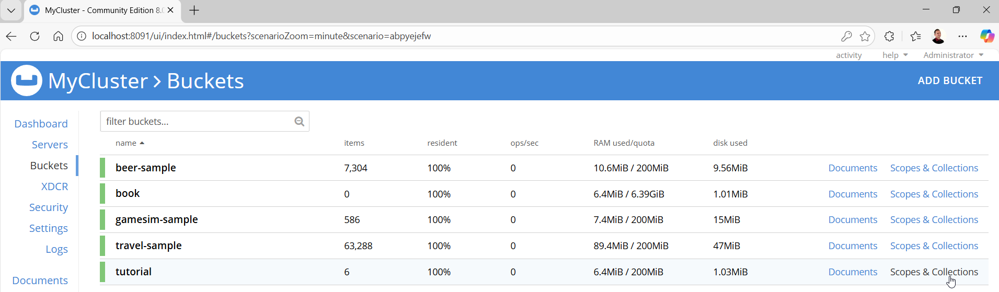 MyCluster - Community Edition 8.0
localhost:8091/ui/index.html#/buckets?scenarioZoom=minute&scenario=abpyejefw
activity help Administrator
MyCluster > Buckets ADD BUCKET
Dashboard
Servers
Buckets
XDCR
Security
Settings
Logs
Documents
filter buckets...
name items resident ops/sec RAM used/quota disk used
beer-sample 7,304 100% 0 10.6MiB / 200MiB 9.56MiB Documents Scopes & Collections
book 0 100% 0 6.4MiB / 6.39GiB 1.01MiB Documents Scopes & Collections
gamesim-sample 586 100% 0 7.4MiB / 200MiB 15MiB Documents Scopes & Collections
travel-sample 63,288 100% 0 89.4MiB / 200MiB 47MiB Documents Scopes & Collections
tutorial 6 100% 0 6.4MiB / 200MiB 1.03MiB Documents Scopes & Collections